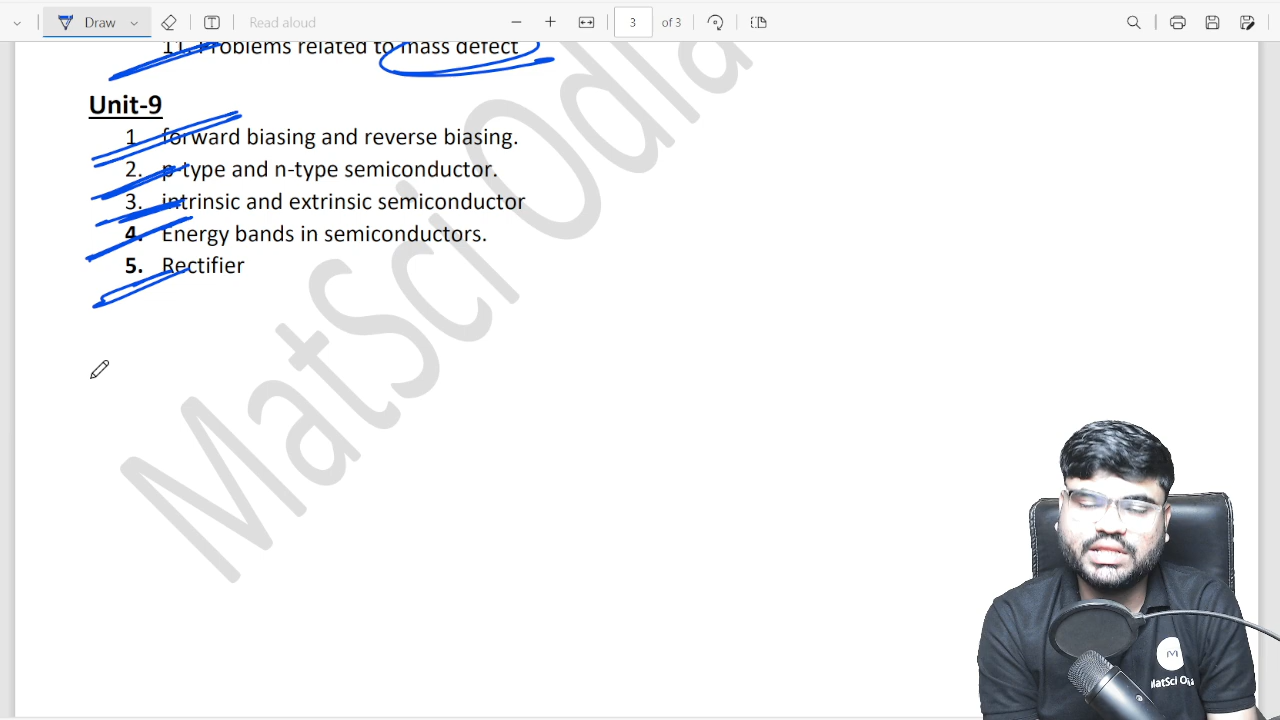 Draw
Read aloud
3
of 3
11. Problems related to mass defect
Unit-9
1. forward biasing and reverse biasing.
2. p-type and n-type semiconductor.
3. intrinsic and extrinsic semiconductor
4. Energy bands in semiconductors.
5. Rectifier
MatSci Odia
MatSci Odia